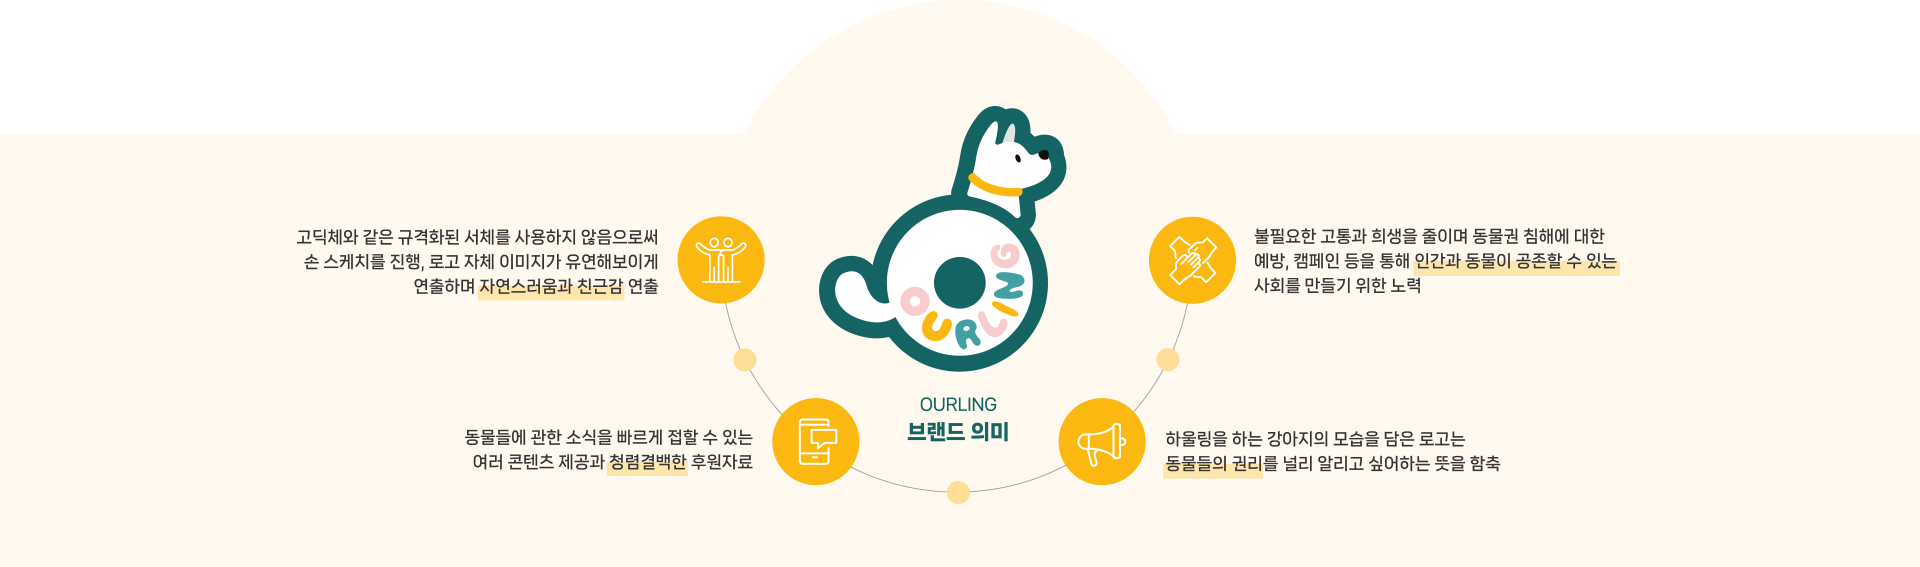 고딕체와 같은 규격화된 서체를 사용하지 않음으로써
손 스케치를 진행, 로고 자체 이미지가 유연해보이게
연출하며 자연스러움과 친근감 연출
불필요한 고통과 희생을 줄이며 동물권 침해에 대한
예방, 캠페인 등을 통해 인간과 동물이 공존할 수 있는
사회를 만들기 위한 노력
OURLING
OURLING
브랜드 의미
동물들에 관한 소식을 빠르게 접할 수 있는
여러 콘텐츠 제공과 청렴결백한 후원자료
하울링을 하는 강아지의 모습을 담은 로고는
동물들의 권리를 널리 알리고 싶어하는 뜻을 함축